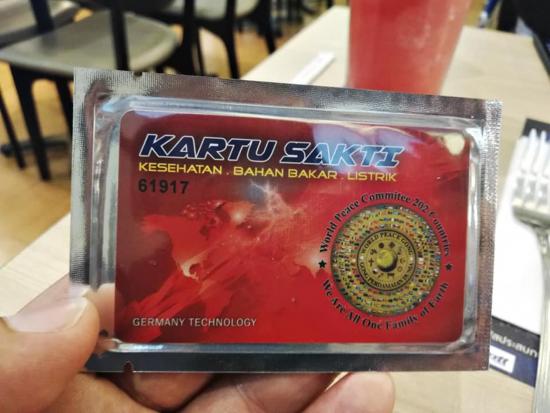 KARTU SAKTI
KESEHATAN . BAHAN BAKAR . LISTRIK
61917
World Peace Commitee 202 Countries
We Are All One Family of Earth
GERMANY TECHNOLOGY